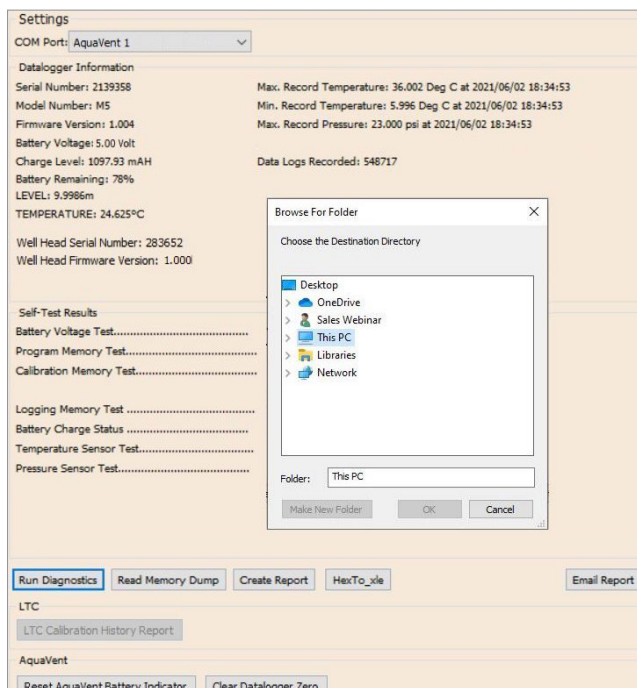 Settings
COM Port: AquaVent 1
Datalogger Information
Serial Number: 2139358
Max. Record Temperature: 36.002 Deg C at 2021/06/02 18:34:53
Model Number: M5
Min. Record Temperature: 5.996 Deg C at 2021/06/02 18:34:53
Firmware Version: 1.004
Max. Record Pressure: 23.000 psi at 2021/06/02 18:34:53
Battery Voltage: 5.00 Volt
Charge Level: 1097.93 mAH
Data Logs Recorded: 548717
Battery Remaining: 78%
LEVEL: 9.9986m
TEMPERATURE: 24.625°C
Well Head Serial Number: 283652
Well Head Firmware Version: 1.000
Browse For Folder
Choose the Destination Directory
Desktop
OneDrive
Sales Webinar
This PC
Libraries
Network
Folder: This PC
Make New Folder OK Cancel
Self-Test Results
Battery Voltage Test.........................................
Program Memory Test........................................
Calibration Memory Test.....................................
Logging Memory Test .......................................
Battery Charge Status .....................................
Temperature Sensor Test...................................
Pressure Sensor Test........................................
Run Diagnostics Read Memory Dump Create Report HexTo_xle Email Report
LTC
LTC Calibration History Report
AquaVent
Reset AquaVent Battery Indicator Clear Datalogger Zero